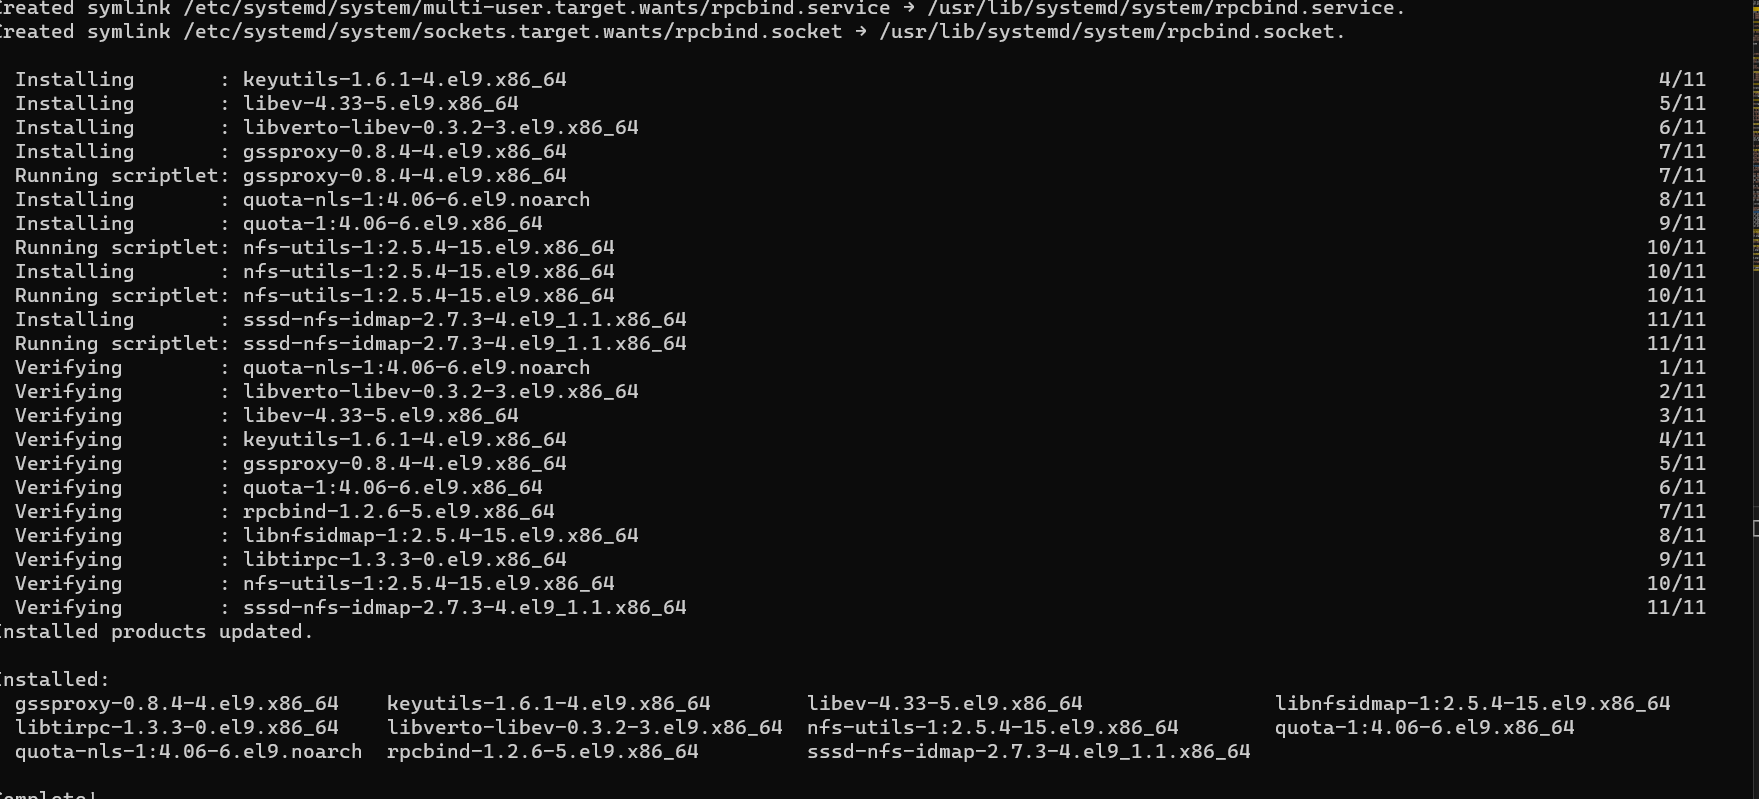 Created symlink /etc/systemd/system/multi-user.target.wants/rpcbind.service → /usr/lib/systemd/system/rpcbind.service.
Created symlink /etc/systemd/system/sockets.target.wants/rpcbind.socket → /usr/lib/systemd/system/rpcbind.socket.
Installing : keyutils-1.6.1-4.el9.x86_64 4/11
Installing : libev-4.33-5.el9.x86_64 5/11
Installing : libverto-libev-0.3.2-3.el9.x86_64 6/11
Installing : gssproxy-0.8.4-4.el9.x86_64 7/11
Running scriptlet: gssproxy-0.8.4-4.el9.x86_64 7/11
Installing : quota-nls-1:4.06-6.el9.noarch 8/11
Installing : quota-1:4.06-6.el9.x86_64 9/11
Running scriptlet: nfs-utils-1:2.5.4-15.el9.x86_64 10/11
Installing : nfs-utils-1:2.5.4-15.el9.x86_64 10/11
Running scriptlet: nfs-utils-1:2.5.4-15.el9.x86_64 10/11
Installing : sssd-nfs-idmap-2.7.3-4.el9_1.1.x86_64 11/11
Running scriptlet: sssd-nfs-idmap-2.7.3-4.el9_1.1.x86_64 11/11
Verifying : quota-nls-1:4.06-6.el9.noarch 1/11
Verifying : libverto-libev-0.3.2-3.el9.x86_64 2/11
Verifying : libev-4.33-5.el9.x86_64 3/11
Verifying : keyutils-1.6.1-4.el9.x86_64 4/11
Verifying : gssproxy-0.8.4-4.el9.x86_64 5/11
Verifying : quota-1:4.06-6.el9.x86_64 6/11
Verifying : rpcbind-1.2.6-5.el9.x86_64 7/11
Verifying : libnfsidmap-1:2.5.4-15.el9.x86_64 8/11
Verifying : libtirpc-1.3.3-0.el9.x86_64 9/11
Verifying : nfs-utils-1:2.5.4-15.el9.x86_64 10/11
Verifying : sssd-nfs-idmap-2.7.3-4.el9_1.1.x86_64 11/11
Installed products updated.
Installed:
gssproxy-0.8.4-4.el9.x86_64 keyutils-1.6.1-4.el9.x86_64 libev-4.33-5.el9.x86_64 libnfsidmap-1:2.5.4-15.el9.x86_64
libtirpc-1.3.3-0.el9.x86_64 libverto-libev-0.3.2-3.el9.x86_64 nfs-utils-1:2.5.4-15.el9.x86_64 quota-1:4.06-6.el9.x86_64
quota-nls-1:4.06-6.el9.noarch rpcbind-1.2.6-5.el9.x86_64 sssd-nfs-idmap-2.7.3-4.el9_1.1.x86_64
Complete!